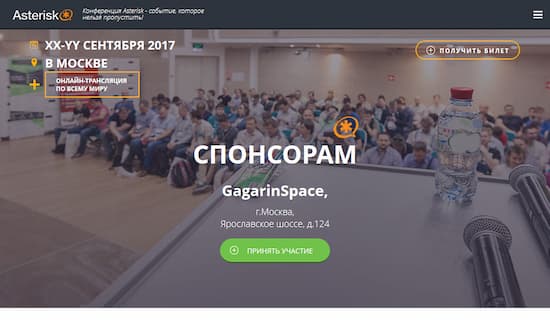 Asterisk
Конференция Asterisk - событие, которое
нельзя пропустить!
XX-YY СЕНТЯБРЯ 2017
В МОСКВЕ
ОНЛАЙН-ТРАНСЛЯЦИЯ
ПО ВСЕМУ МИРУ
ПОЛУЧИТЬ БИЛЕТ
СПОНСОРАМ
GagarinSpace,
г.Москва,
Ярославское шоссе, д.124
ПРИНЯТЬ УЧАСТИЕ